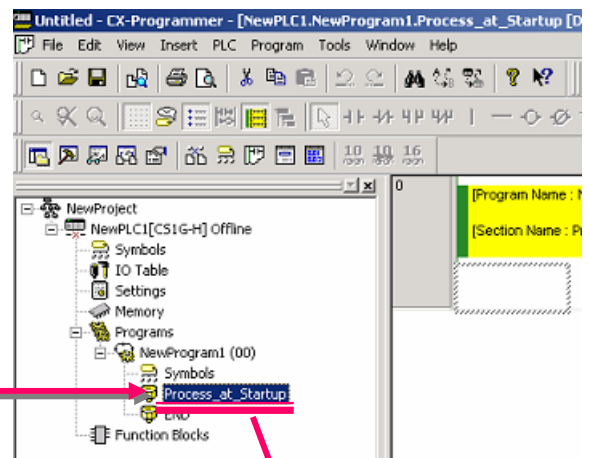 Untitled - CX-Programmer - [NewPLC1.NewProgram1.Process_at_Startup [D
File Edit View Insert PLC Program Tools Window Help
10 10 16
0
[Program Name : N
[Section Name : Pr
NewProject
NewPLC1[CS1G-H] Offline
Symbols
IO Table
Settings
Memory
Programs
NewProgram1 (00)
Symbols
Process_at_Startup
END
Function Blocks